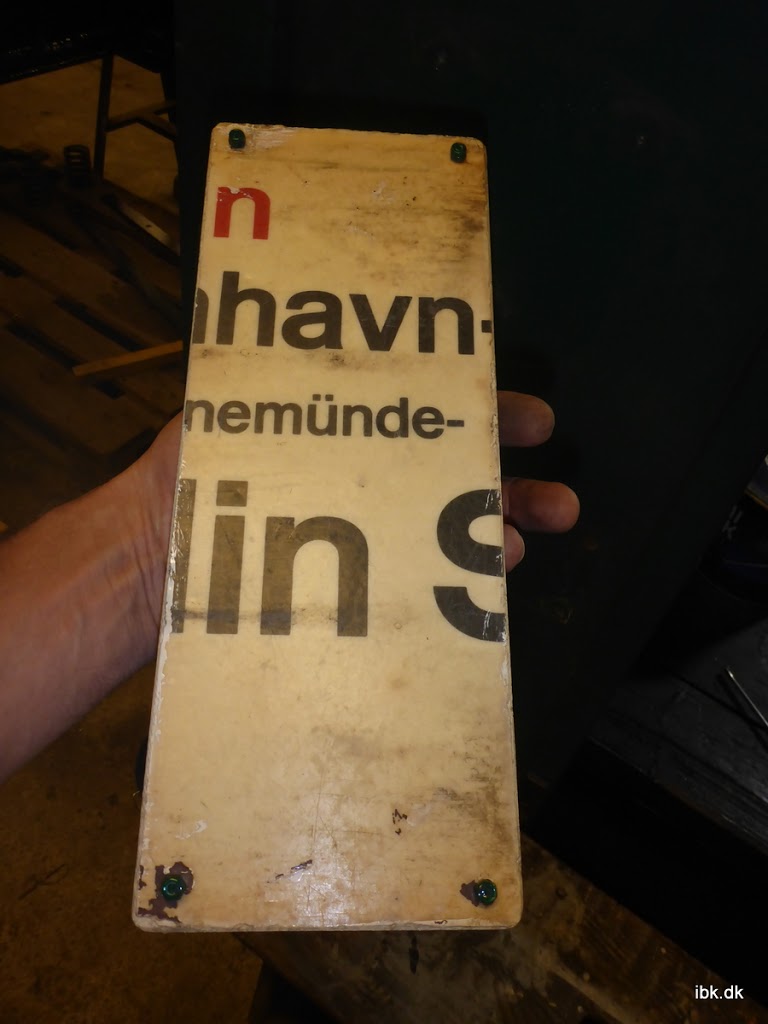 n
nhavn-
nemünde-
lin S
ibk.dk